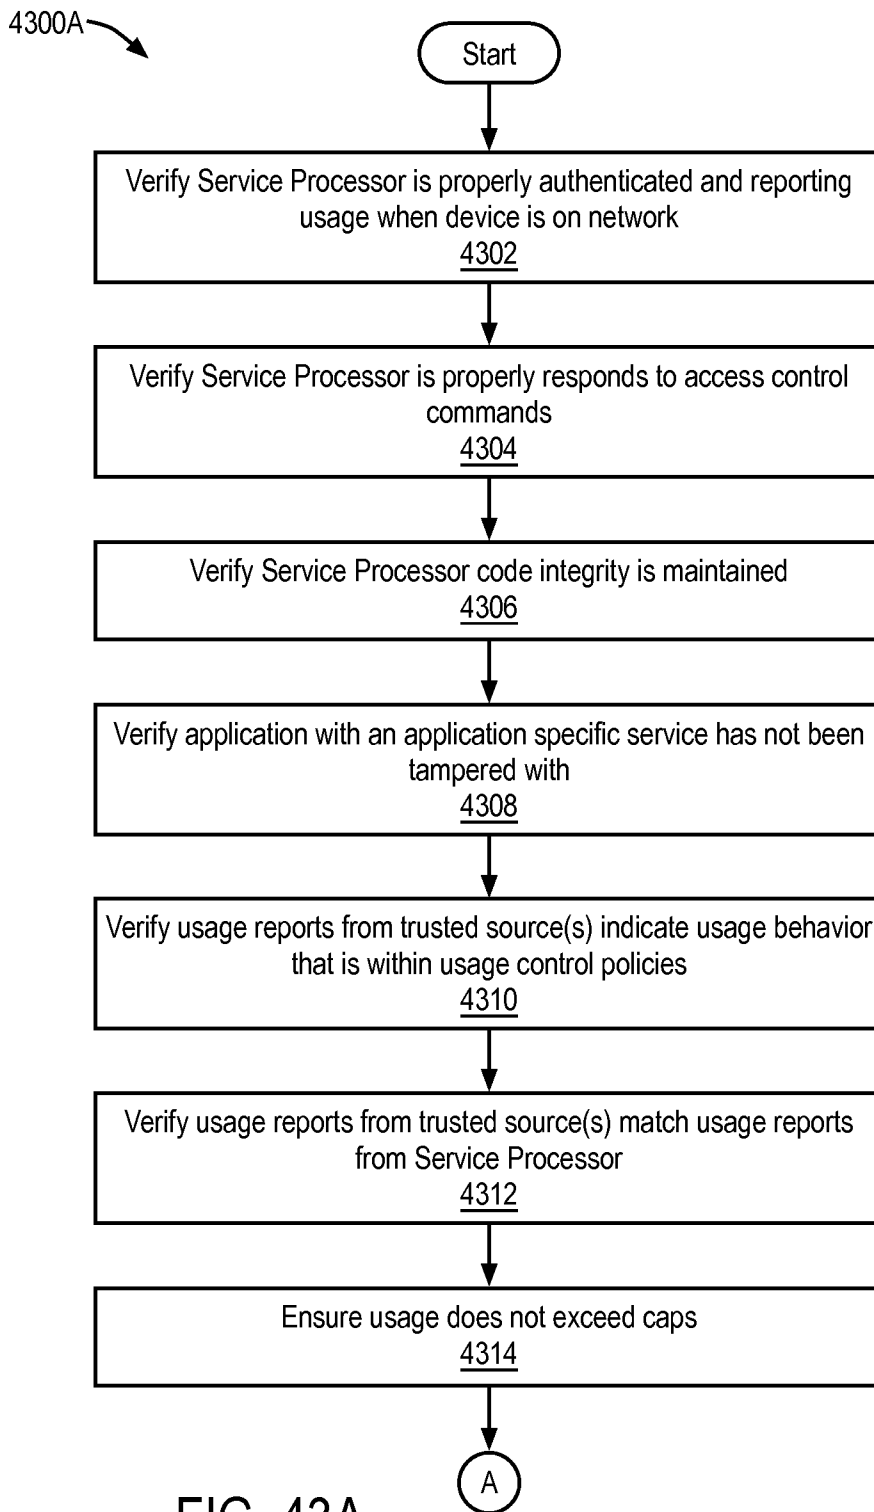 4300A
Start
Verify Service Processor is properly authenticated and reporting
usage when device is on network
4302
Verify Service Processor is properly responds to access control
commands
4304
Verify Service Processor code integrity is maintained
4306
Verify application with an application specific service has not been
tampered with
4308
Verify usage reports from trusted source(s) indicate usage behavior
that is within usage control policies
4310
Verify usage reports from trusted source(s) match usage reports
from Service Processor
4312
Ensure usage does not exceed caps
4314
A
FIG. 43A